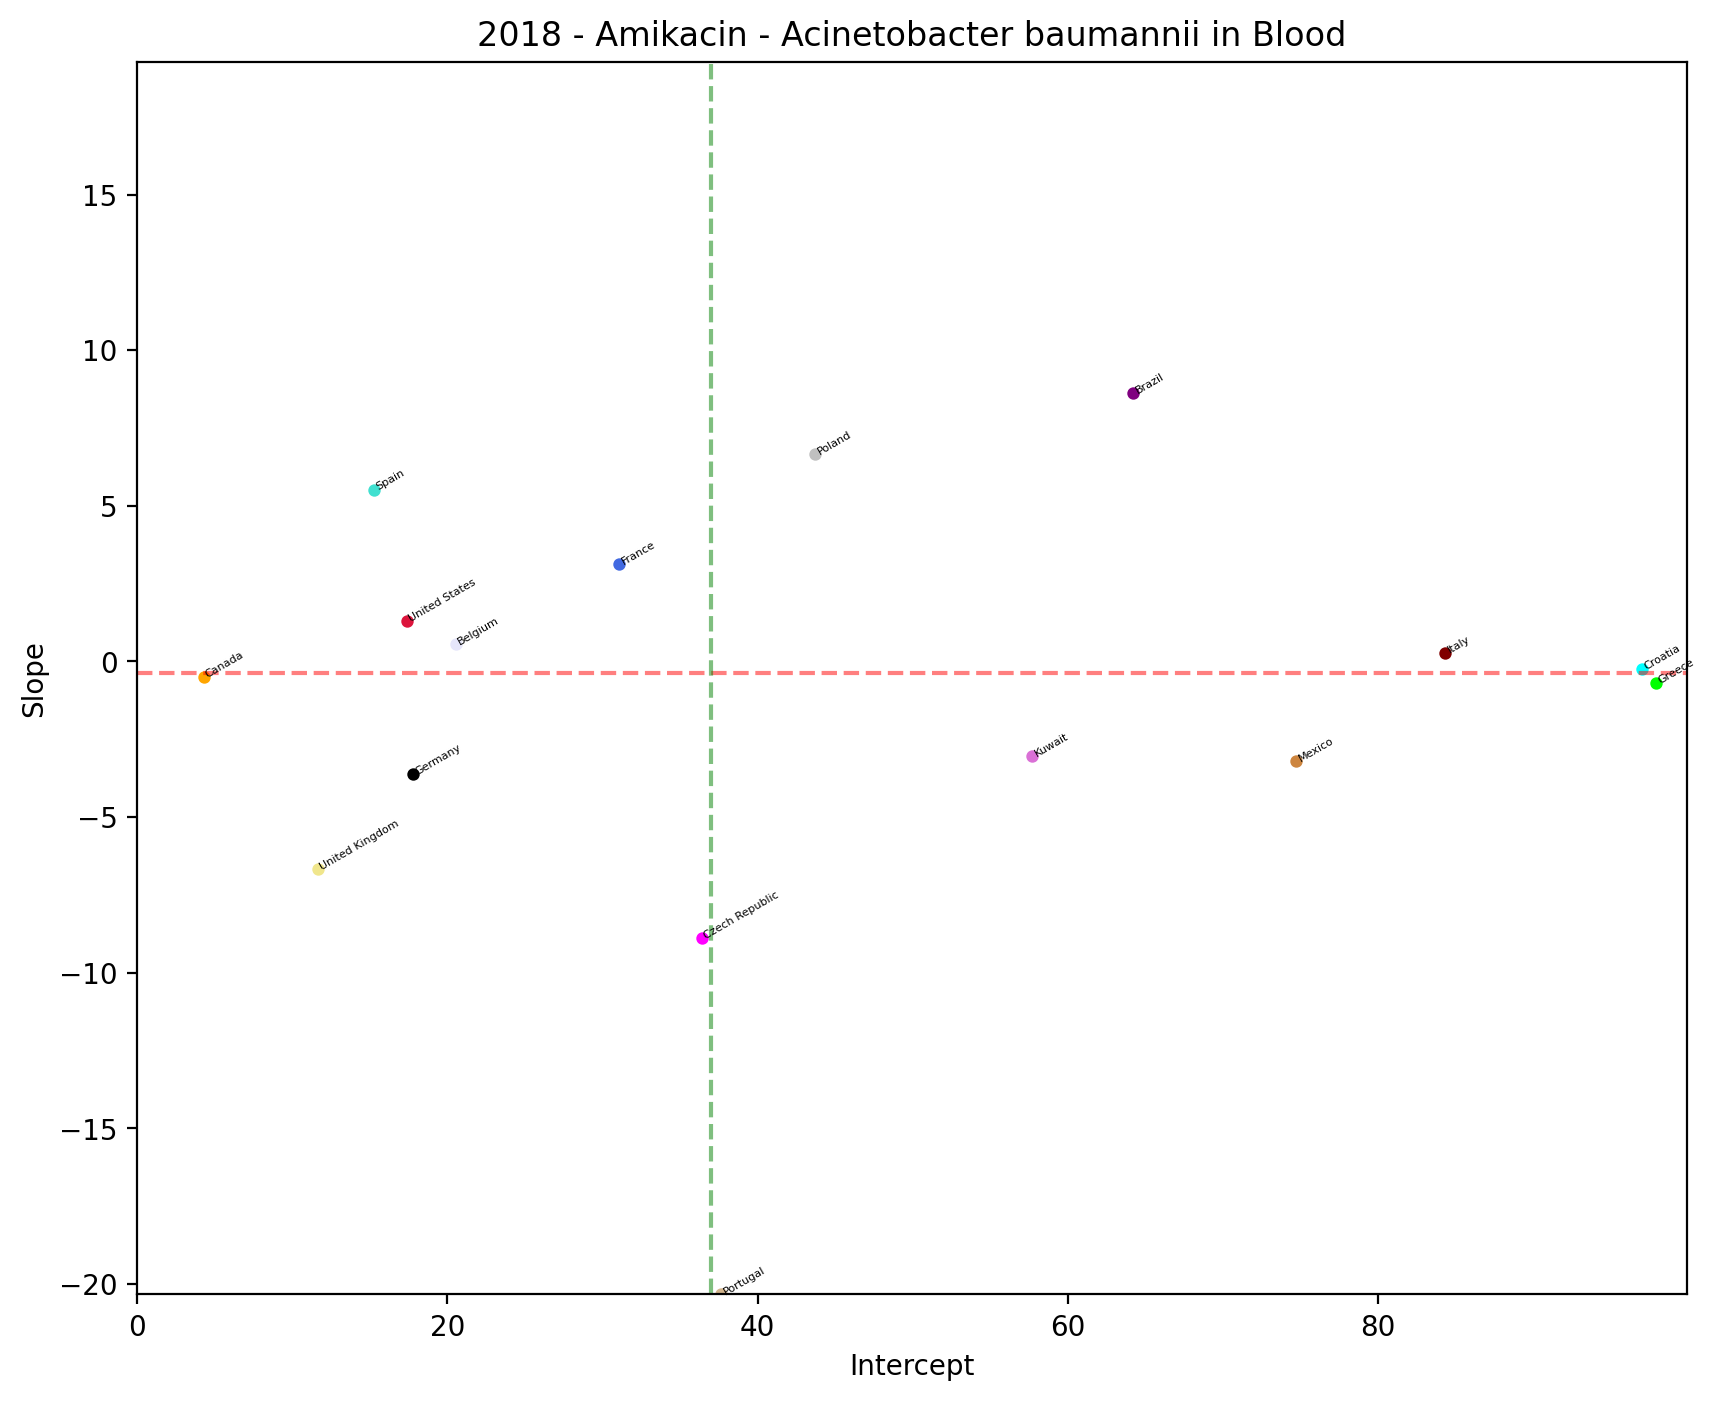 2018 - Amikacin - Acinetobacter baumannii in Blood
15
10
5
0
−5
−10
−15
−20
Slope
Brazil
Poland
Spain
France
United States
Belgium
Canada
Italy
Croatia
Greece
Kuwait
Mexico
Germany
United Kingdom
Czech Republic
Portugal
0
20
40
60
80
Intercept